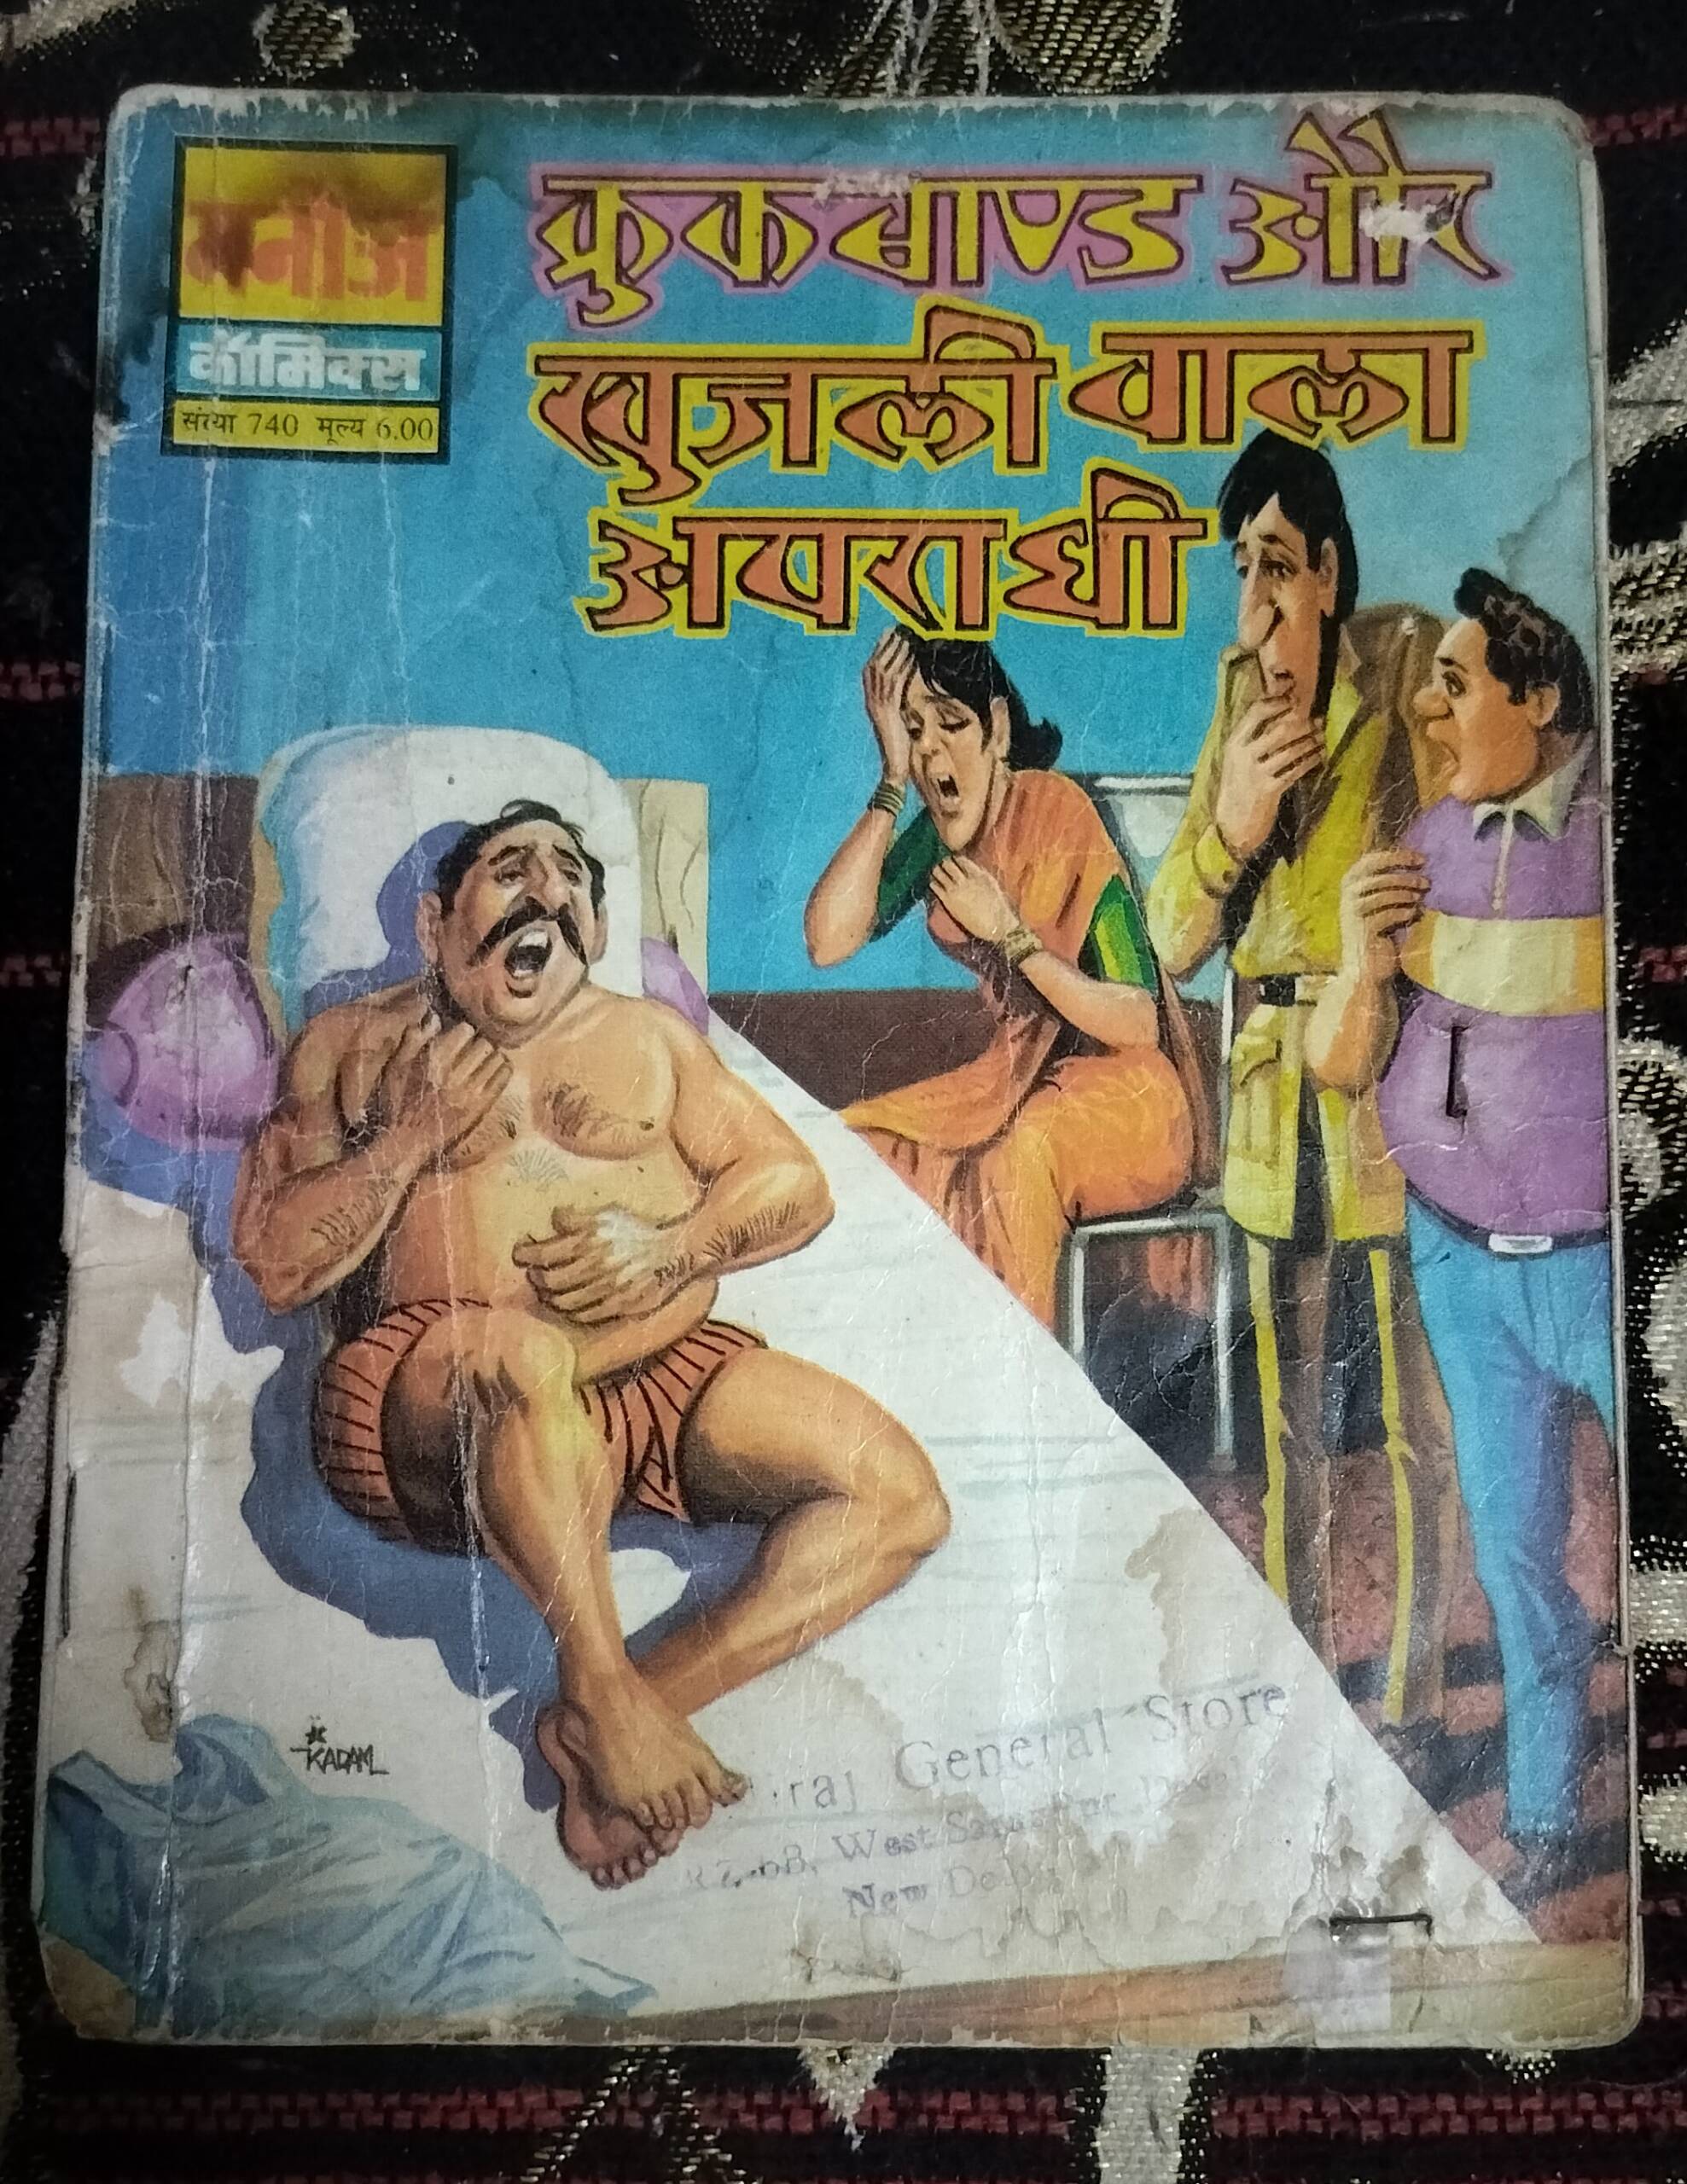 मनोज
कॉमिक्स
संख्या 740 मूल्य 6.00
क्रुकबाण्ड और
खुजली वाला
अपराधी
KADAM
General Store
West
New